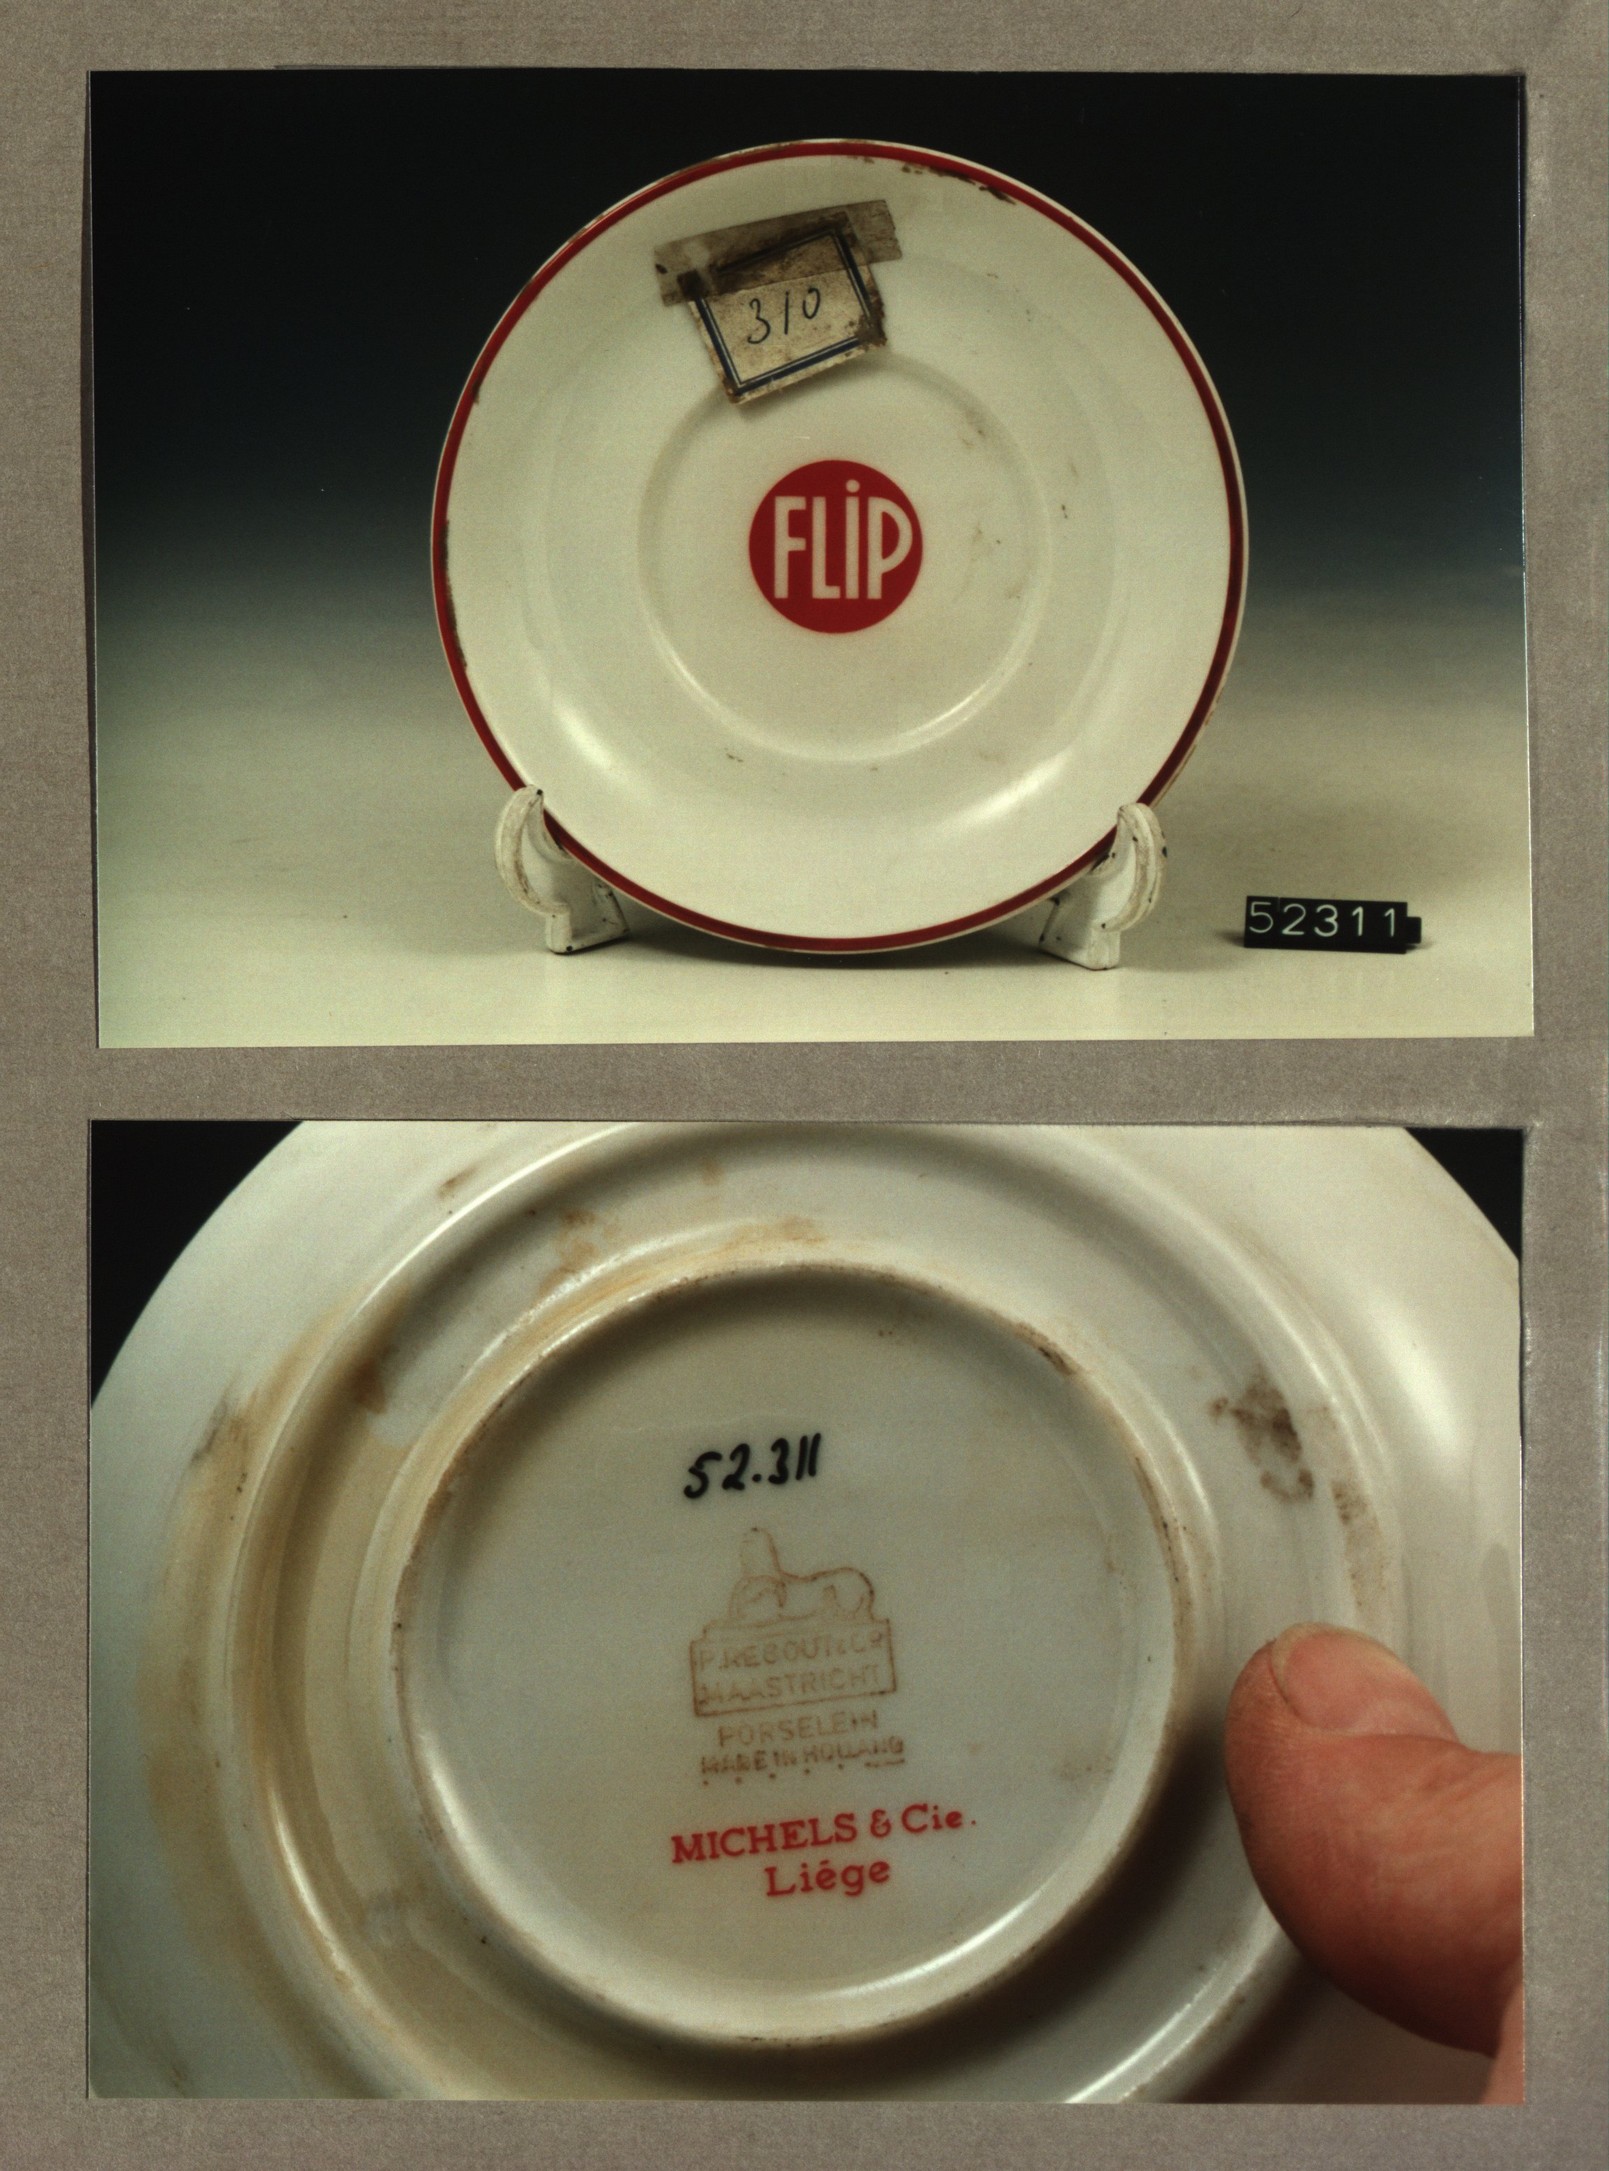 310
FLiP
52311
52.311
P.REGOUT & Co
MAASTRICHT
PORSELEIN
MADE IN HOLLAND
MICHELS & Cie.
Liége